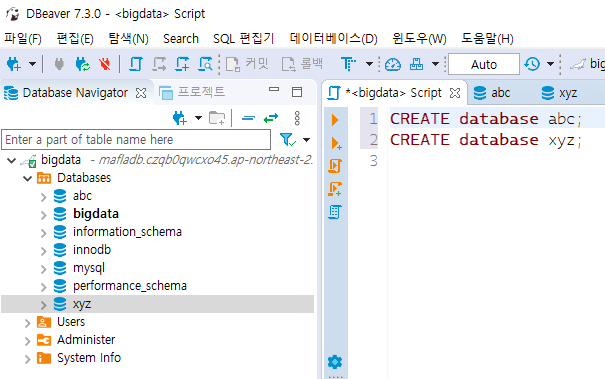 DBeaver 7.3.0 - <bigdata> Script
파일(F) 편집(E) 탐색(N) Search SQL 편집기 데이터베이스(D) 윈도우(W) 도움말(H)
커밋 롤백 Auto big
Database Navigator 프로젝트
Enter a part of table name here
bigdata - mafladb.czqb0qwcxo45.ap-northeast-2.
Databases
abc
bigdata
information_schema
innodb
mysql
performance_schema
xyz
Users
Administer
System Info
*<bigdata> Script abc xyz
1 CREATE database abc;
2 CREATE database xyz;
3